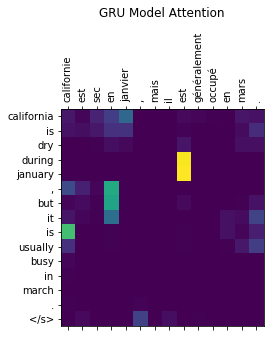 GRU Model Attention
californie
est
sec
en
janvier
,
mais
il
est
généralement
occupé
en
mars
.
california
is
dry
during
january
,
but
it
is
usually
busy
in
march
.
</s>